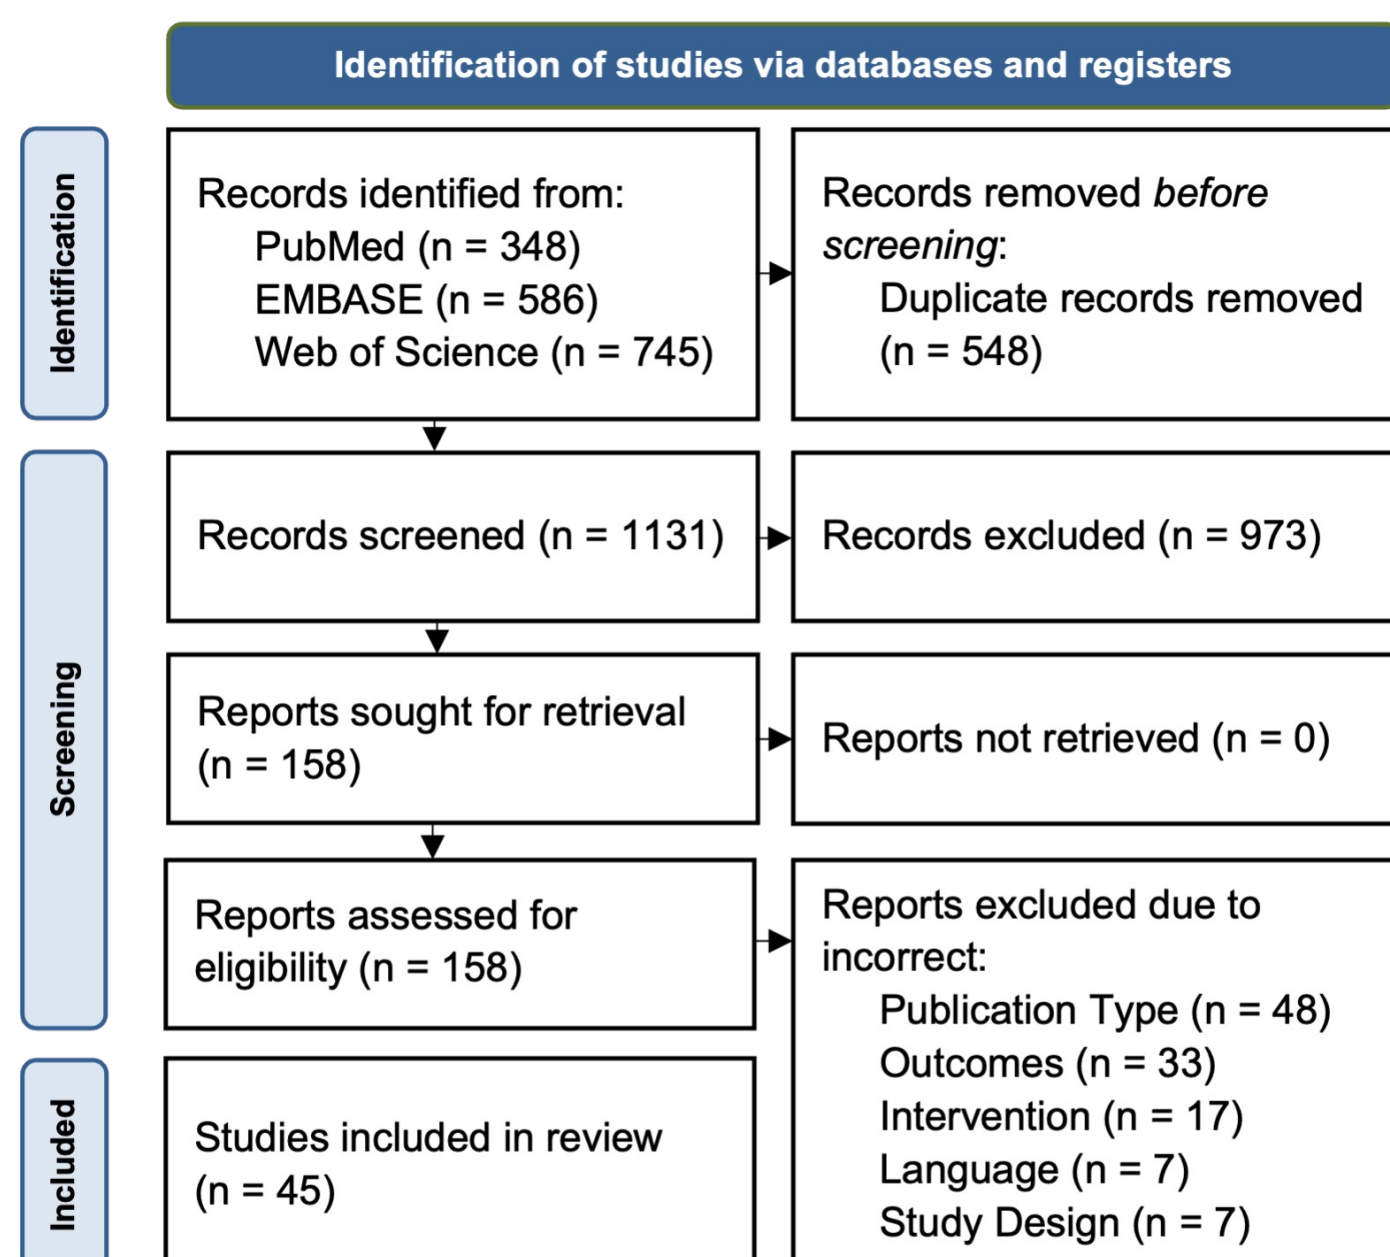 Identification of studies via databases and registers
Identification
Records identified from:
PubMed (n = 348)
EMBASE (n = 586)
Web of Science (n = 745)
Records removed before
screening:
Duplicate records removed
(n = 548)
Screening
Records screened (n = 1131)
Records excluded (n = 973)
Reports sought for retrieval
(n = 158)
Reports not retrieved (n = 0)
Reports assessed for
eligibility (n = 158)
Reports excluded due to
incorrect:
Publication Type (n = 48)
Outcomes (n = 33)
Intervention (n = 17)
Language (n = 7)
Study Design (n = 7)
Included
Studies included in review
(n = 45)